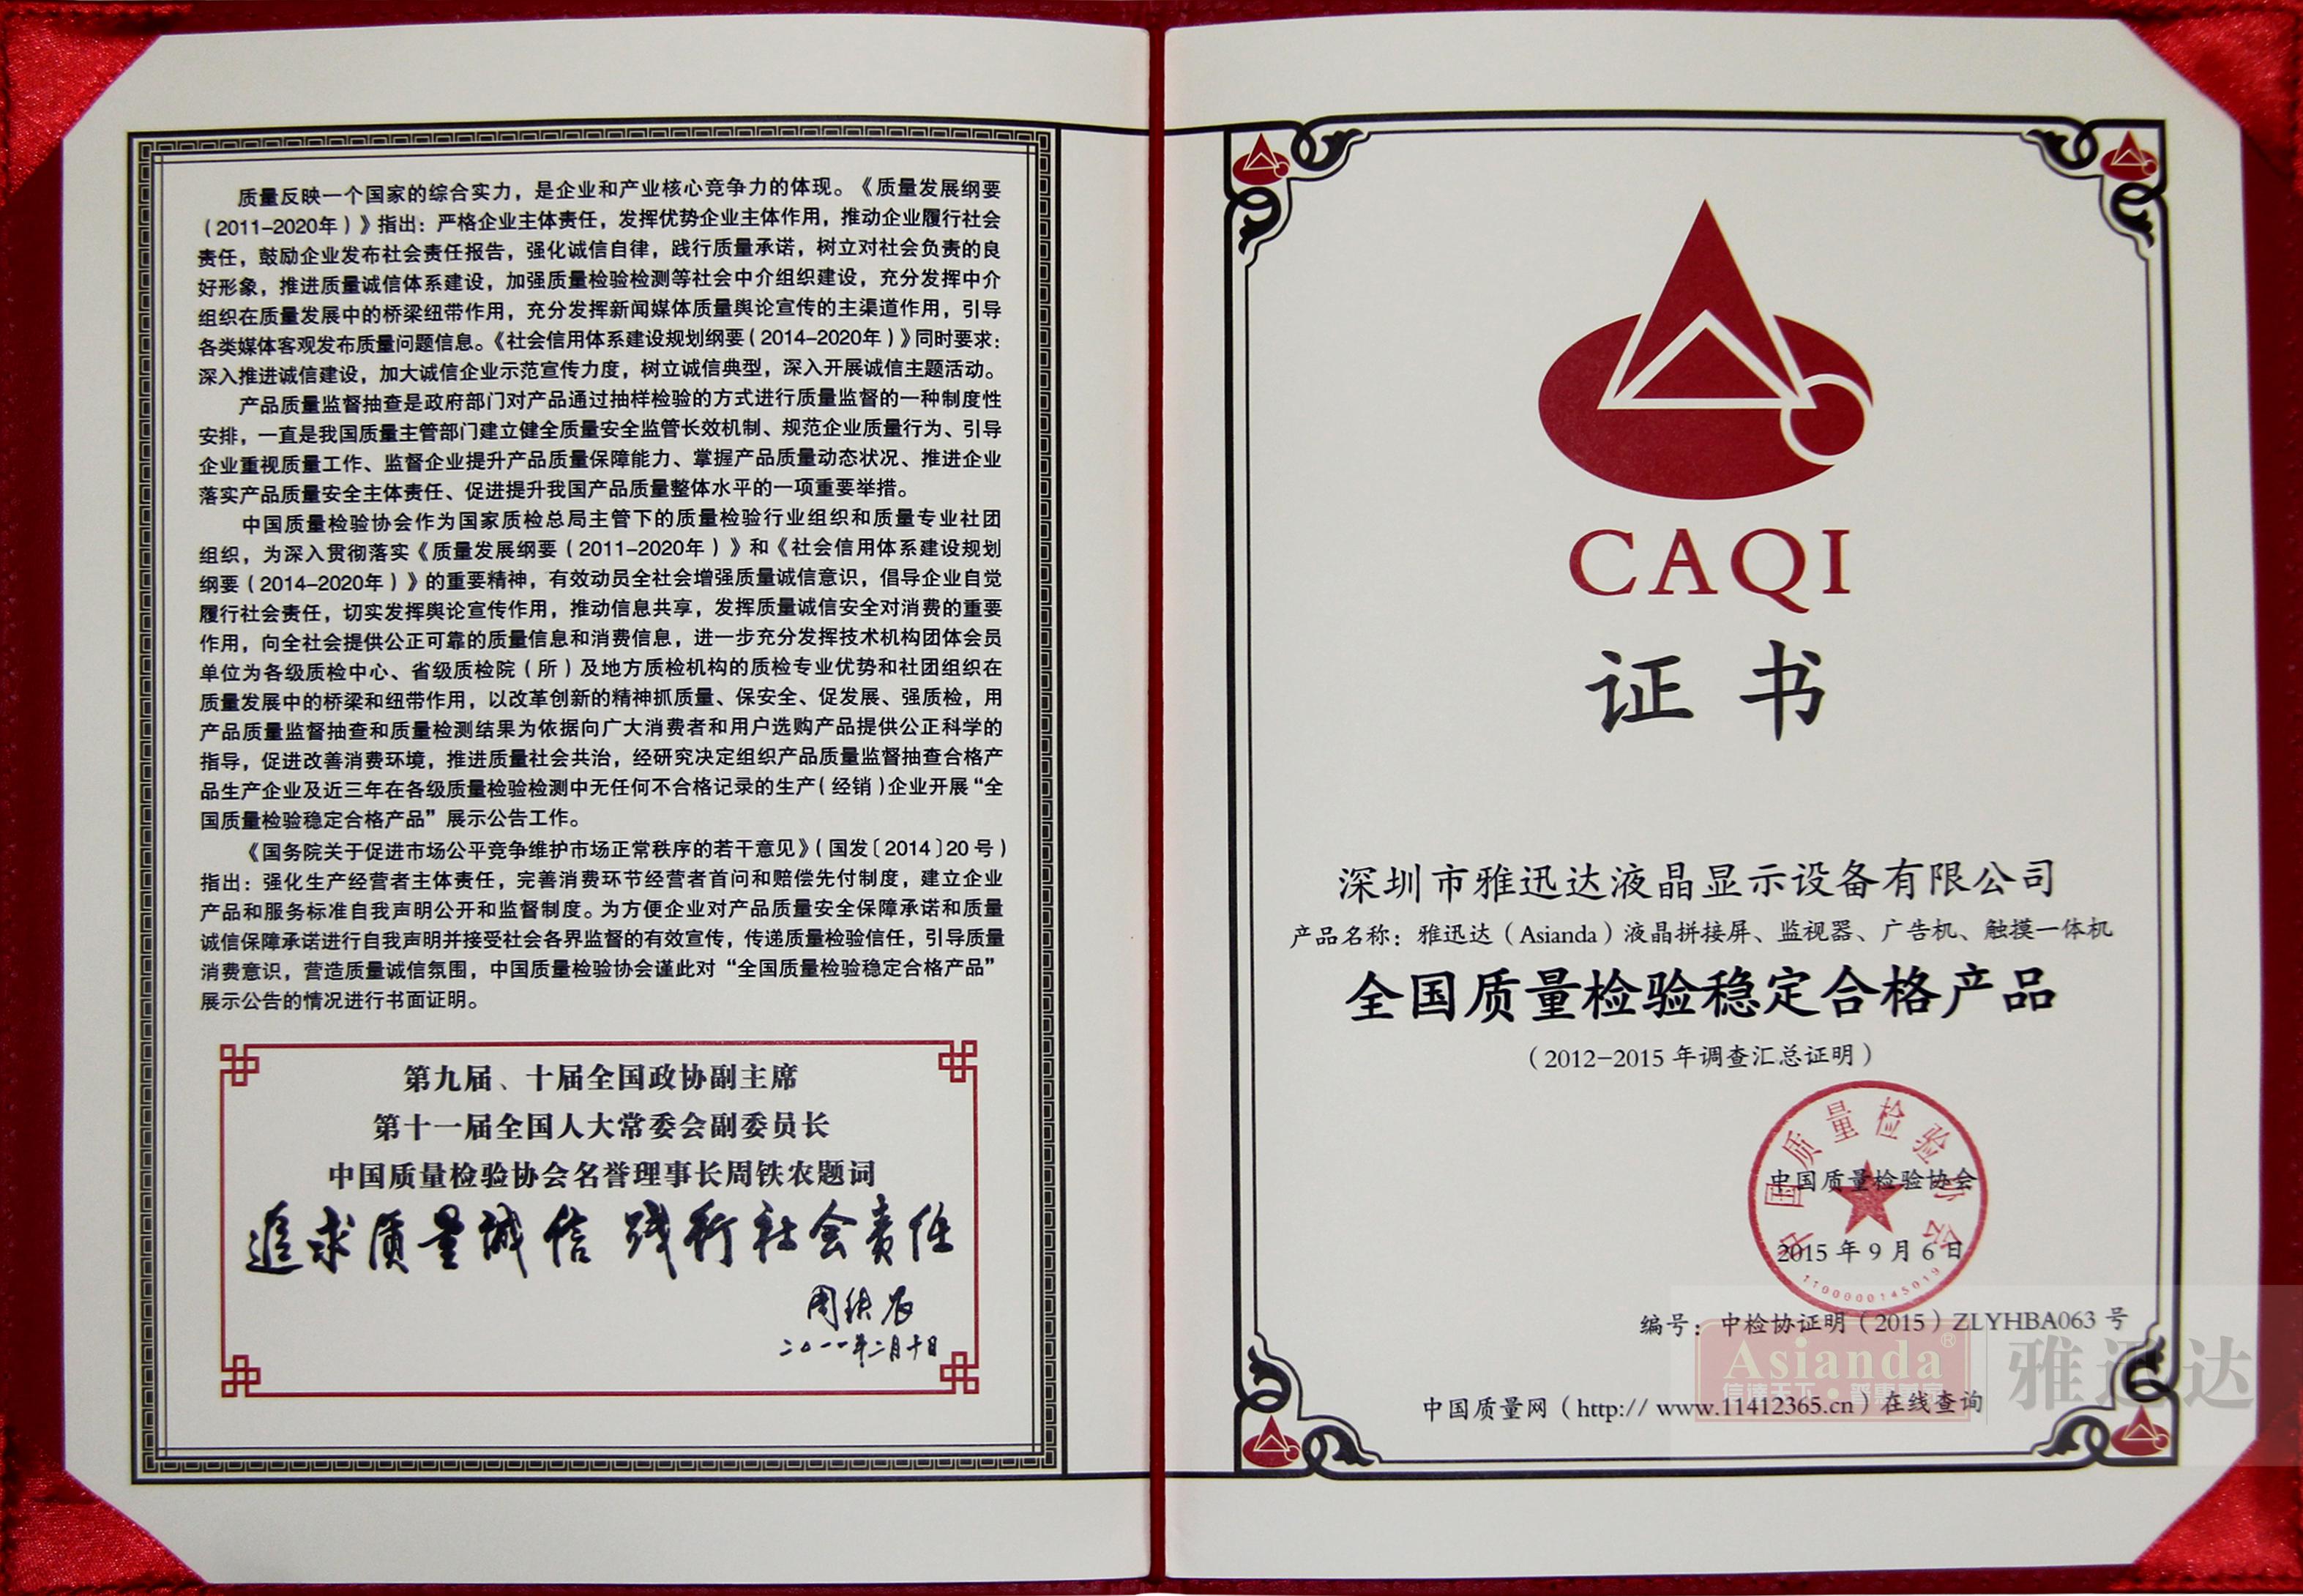 质量反映一个国家的综合实力，是企业和产业核心竞争力的体现。《质量发展纲要
（2011-2020年）》指出：严格企业主体责任，发挥优势企业主体作用，推动企业履行社会
责任，鼓励企业发布社会责任报告，强化诚信自律，践行质量承诺，树立对社会负责的良
好形象，推进质量诚信体系建设，加强质量检验检测等社会中介组织建设，充分发挥中介
组织在质量发展中的桥梁纽带作用，充分发挥新闻媒体质量舆论宣传的主渠道作用，引导
各类媒体客观发布质量问题信息。《社会信用体系建设规划纲要（2014-2020年）》同时要求：
深入推进诚信建设，加大诚信企业示范宣传力度，树立诚信典型，深入开展诚信主题活动。
产品质量监督抽查是政府部门对产品通过抽样检验的方式进行质量监督的一种制度性
安排，一直是我国质量主管部门建立健全质量安全监管长效机制、规范企业质量行为、引导
企业重视质量工作、监督企业提升产品质量保障能力、掌握产品质量动态状况、推进企业
落实产品质量安全主体责任、促进提升我国产品质量整体水平的一项重要举措。
中国质量检验协会作为国家质检总局主管下的质量检验行业组织和质量专业社团
组织，为深入贯彻落实《质量发展纲要（2011-2020年）》和《社会信用体系建设规划
纲要（2014-2020年）》的重要精神，有效动员全社会增强质量诚信意识，倡导企业自觉
履行社会责任，切实发挥舆论宣传作用，推动信息共享，发挥质量诚信安全对消费的重要
作用，向全社会提供公正可靠的质量信息和消费信息，进一步充分发挥技术机构团体会员
单位为各级质检中心、省级质检院（所）及地方质检机构的质检专业优势和社团组织在
质量发展中的桥梁和纽带作用，以改革创新的精神抓质量、保安全、促发展、强质检，用
产品质量监督抽查和质量检测结果为依据向广大消费者和用户选购产品提供公正科学的
指导，促进改善消费环境，推进质量社会共治，经研究决定组织产品质量监督抽查合格产
品生产企业及近三年在各级质量检验检测中无任何不合格记录的生产（经销）企业开展“全
国质量检验稳定合格产品”展示公告工作。
《国务院关于促进市场公平竞争维护市场正常秩序的若干意见》（国发〔2014〕20号）
指出：强化生产经营者主体责任，完善消费环节经营者首问和赔偿先付制度，建立企业
产品和服务标准自我声明公开和监督制度。为方便企业对产品质量安全保障承诺和质量
诚信保障承诺进行自我声明并接受社会各界监督的有效宣传，传递质量检验信任，引导质量
消费意识，营造质量诚信氛围，中国质量检验协会谨此对“全国质量检验稳定合格产品”
展示公告的情况进行书面证明。
第九届、十届全国政协副主席
第十一届全国人大常委会副委员长
中国质量检验协会名誉理事长周铁农题词
追求质量诚信 践行社会责任
周铁农
二〇一一年二月十日
CAQI
证书
深圳市雅迅达液晶显示设备有限公司
产品名称：雅迅达（Asianda）液晶拼接屏、监视器、广告机、触摸一体机
全国质量检验稳定合格产品
（2012-2015 年调查汇总证明）
中国质量检验协会
中国质量检验协会
2015 年 9 月 6 日
1100000145019
编号：中检协证明（2015）ZLYHBA063 号
Asianda®
雅迅达
中国质量网（http:// www.11412365.cn）在线查询